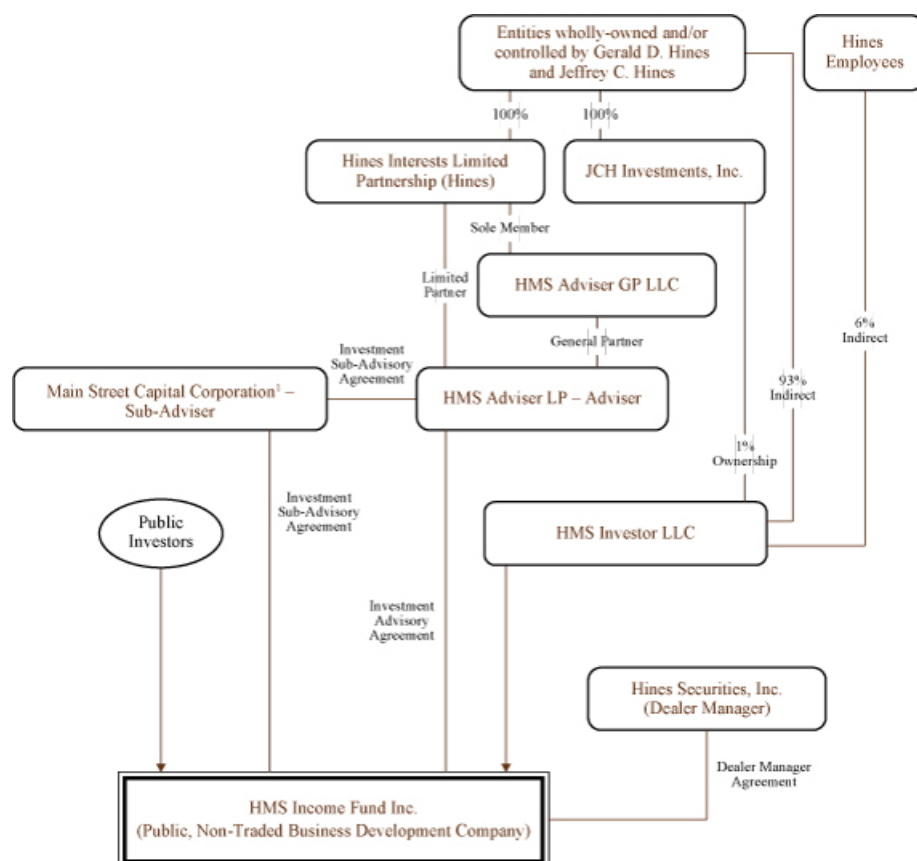 Entities wholly-owned and/or
controlled by Gerald D. Hines
and Jeffrey C. Hines
Hines
Employees
100%
100%
Hines Interests Limited
Partnership (Hines)
JCH Investments, Inc.
Sole Member
Limited
Partner
HMS Adviser GP LLC
6%
Indirect
General Partner
Investment
Sub-Advisory
Agreement
93%
Indirect
Main Street Capital Corporation¹ –
Sub-Adviser
HMS Adviser LP – Adviser
1%
Ownership
Investment
Sub-Advisory
Agreement
Public
Investors
HMS Investor LLC
Investment
Advisory
Agreement
Hines Securities, Inc.
(Dealer Manager)
Dealer Manager
Agreement
HMS Income Fund Inc.
(Public, Non-Traded Business Development Company)